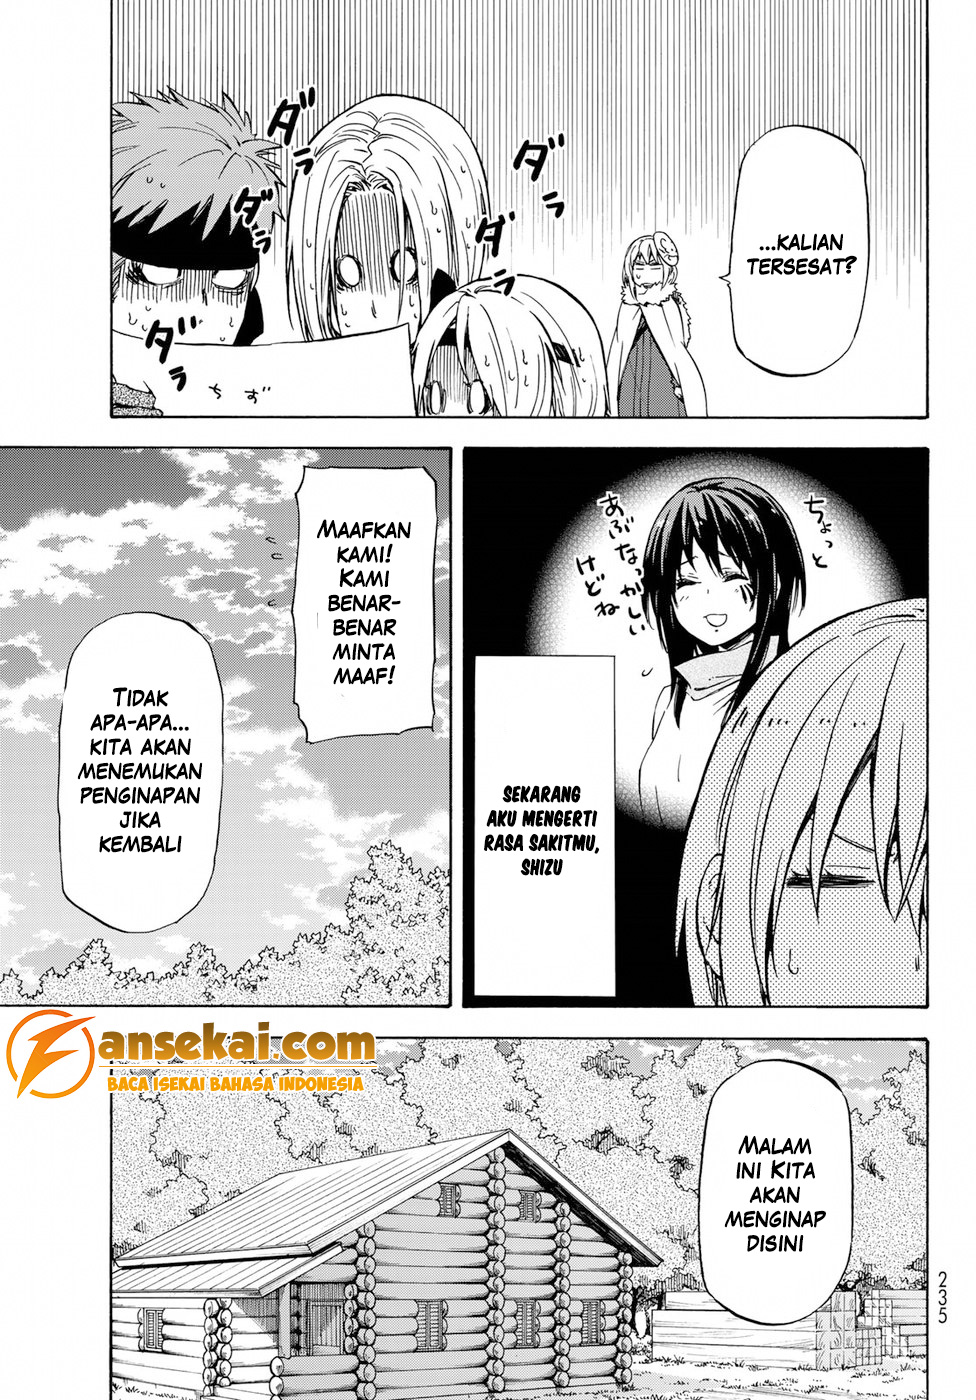 ...KALIAN
TERSESAT?
ダラ
ダラ
ダラ
ダラ
ダラ
ちず
ちょっと
あぶなっかしい
けどね
SEKARANG
AKU MENGERTI
RASA SAKITMU,
SHIZU
MAAFKAN
KAMI!
KAMI
BENAR-
BENAR
MINTA
MAAF!
TIDAK
APA-APA...
KITA AKAN
MENEMUKAN
PENGINAPAN
JIKA
KEMBALI
ansekai.com
BACA ISEKAI BAHASA INDONESIA
MALAM
INI KITA
AKAN
MENGINAP
DISINI
235